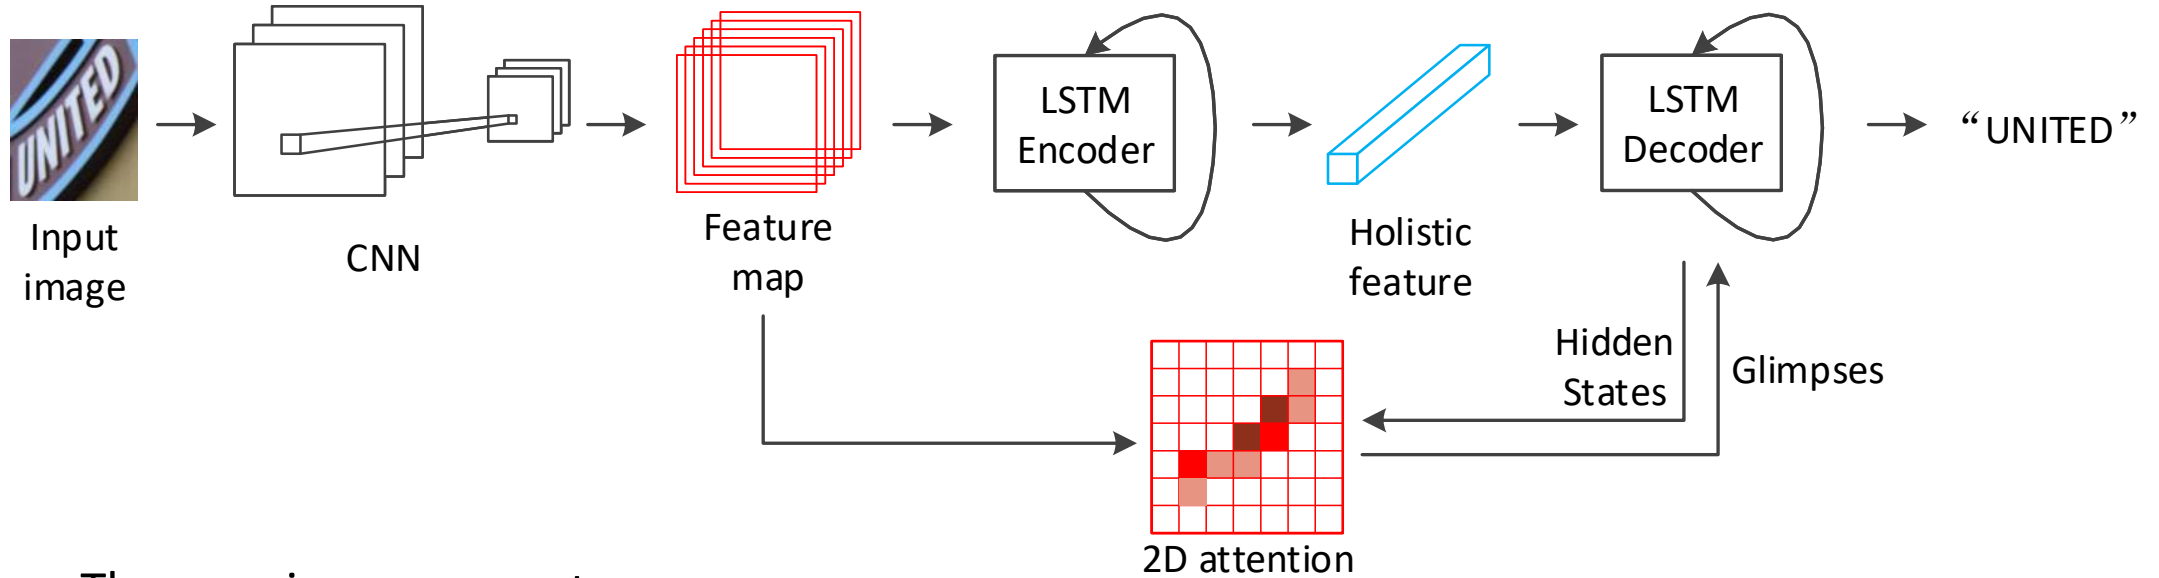 UNITED
Input
image
CNN
Feature
map
LSTM
Encoder
Holistic
feature
LSTM
Decoder
“UNITED”
Hidden
States
Glimpses
2D attention